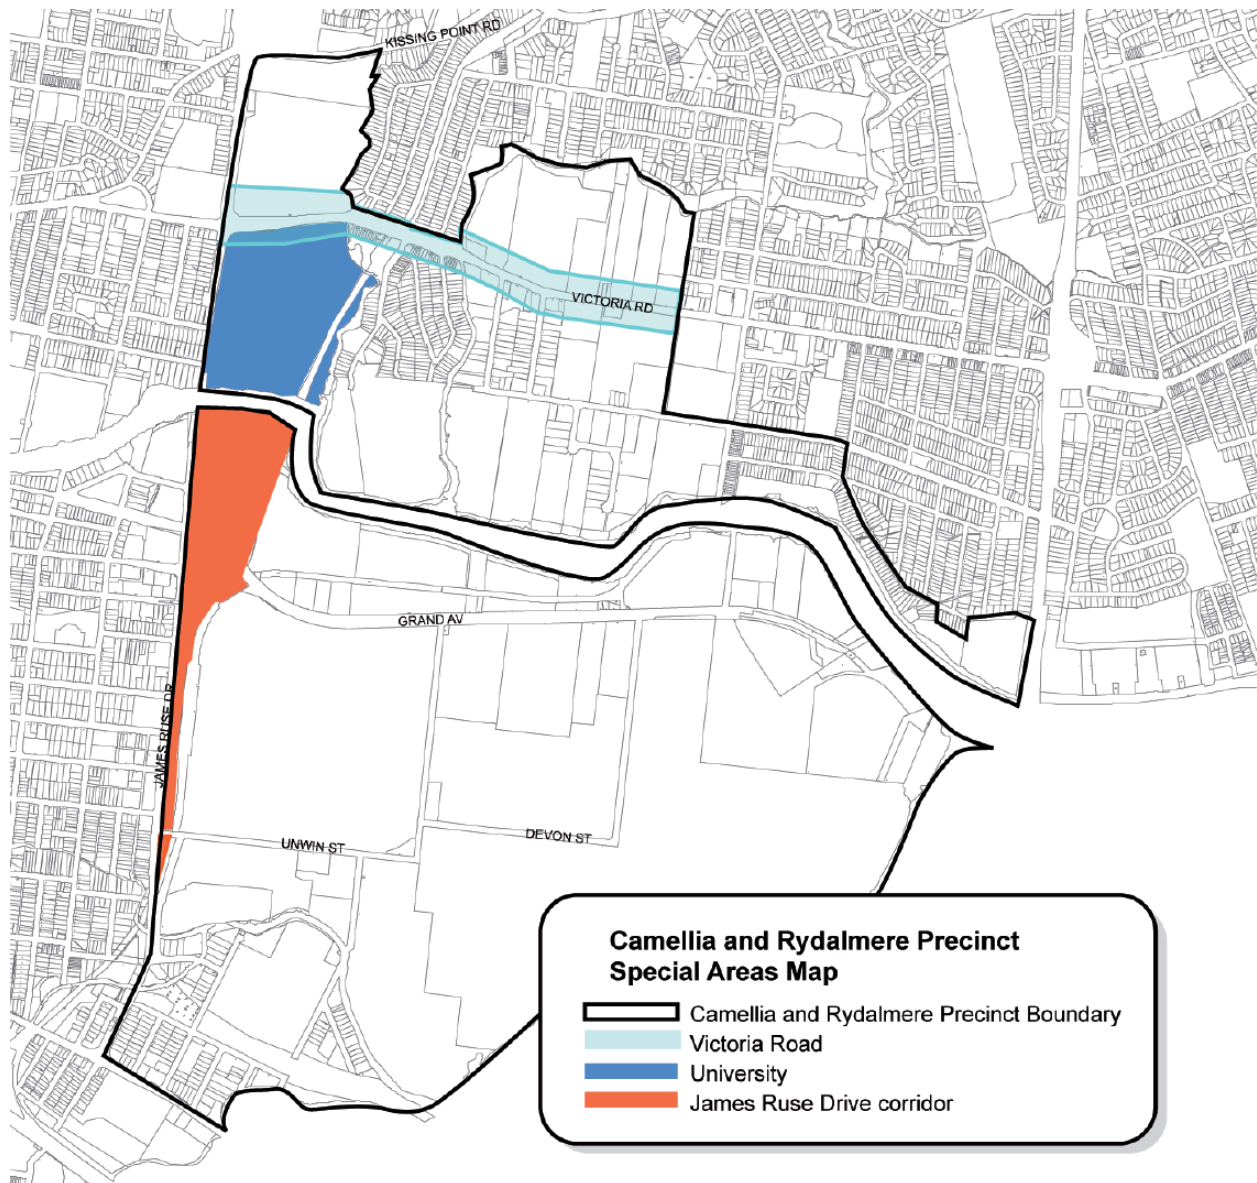 KISSING POINT RD
VICTORIA RD
GRAND AV
JAMES RUSE DR
UNWIN ST
DEVON ST
Camellia and Rydalmere Precinct
Special Areas Map
Camellia and Rydalmere Precinct Boundary
Victoria Road
University
James Ruse Drive corridor